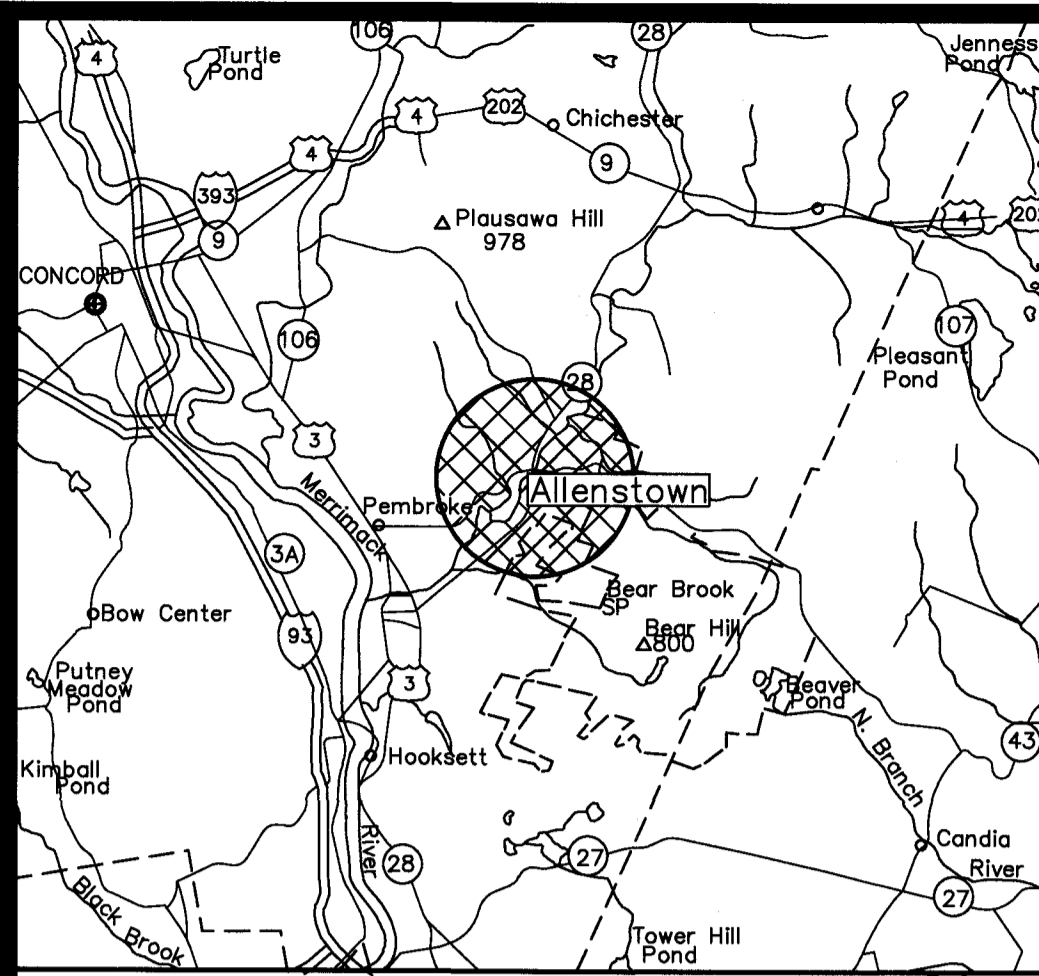 106
28
4
Turtle
Pond
Jenness
Pond
4
202
Chichester
4
9
393
Plausawa Hill
978
4
202
9
CONCORD
106
107
Pleasant
Pond
28
3
Allenstown
Merrimack
Pembroke
3A
Bear Brook
SP
Bow Center
Bear Hill
800
93
Putney
Meadow
Pond
3
Beaver
Pond
N. Branch
43
Hooksett
Kimball
Pond
River
28
27
Candia
River
27
Black Brook
Tower Hill
Pond